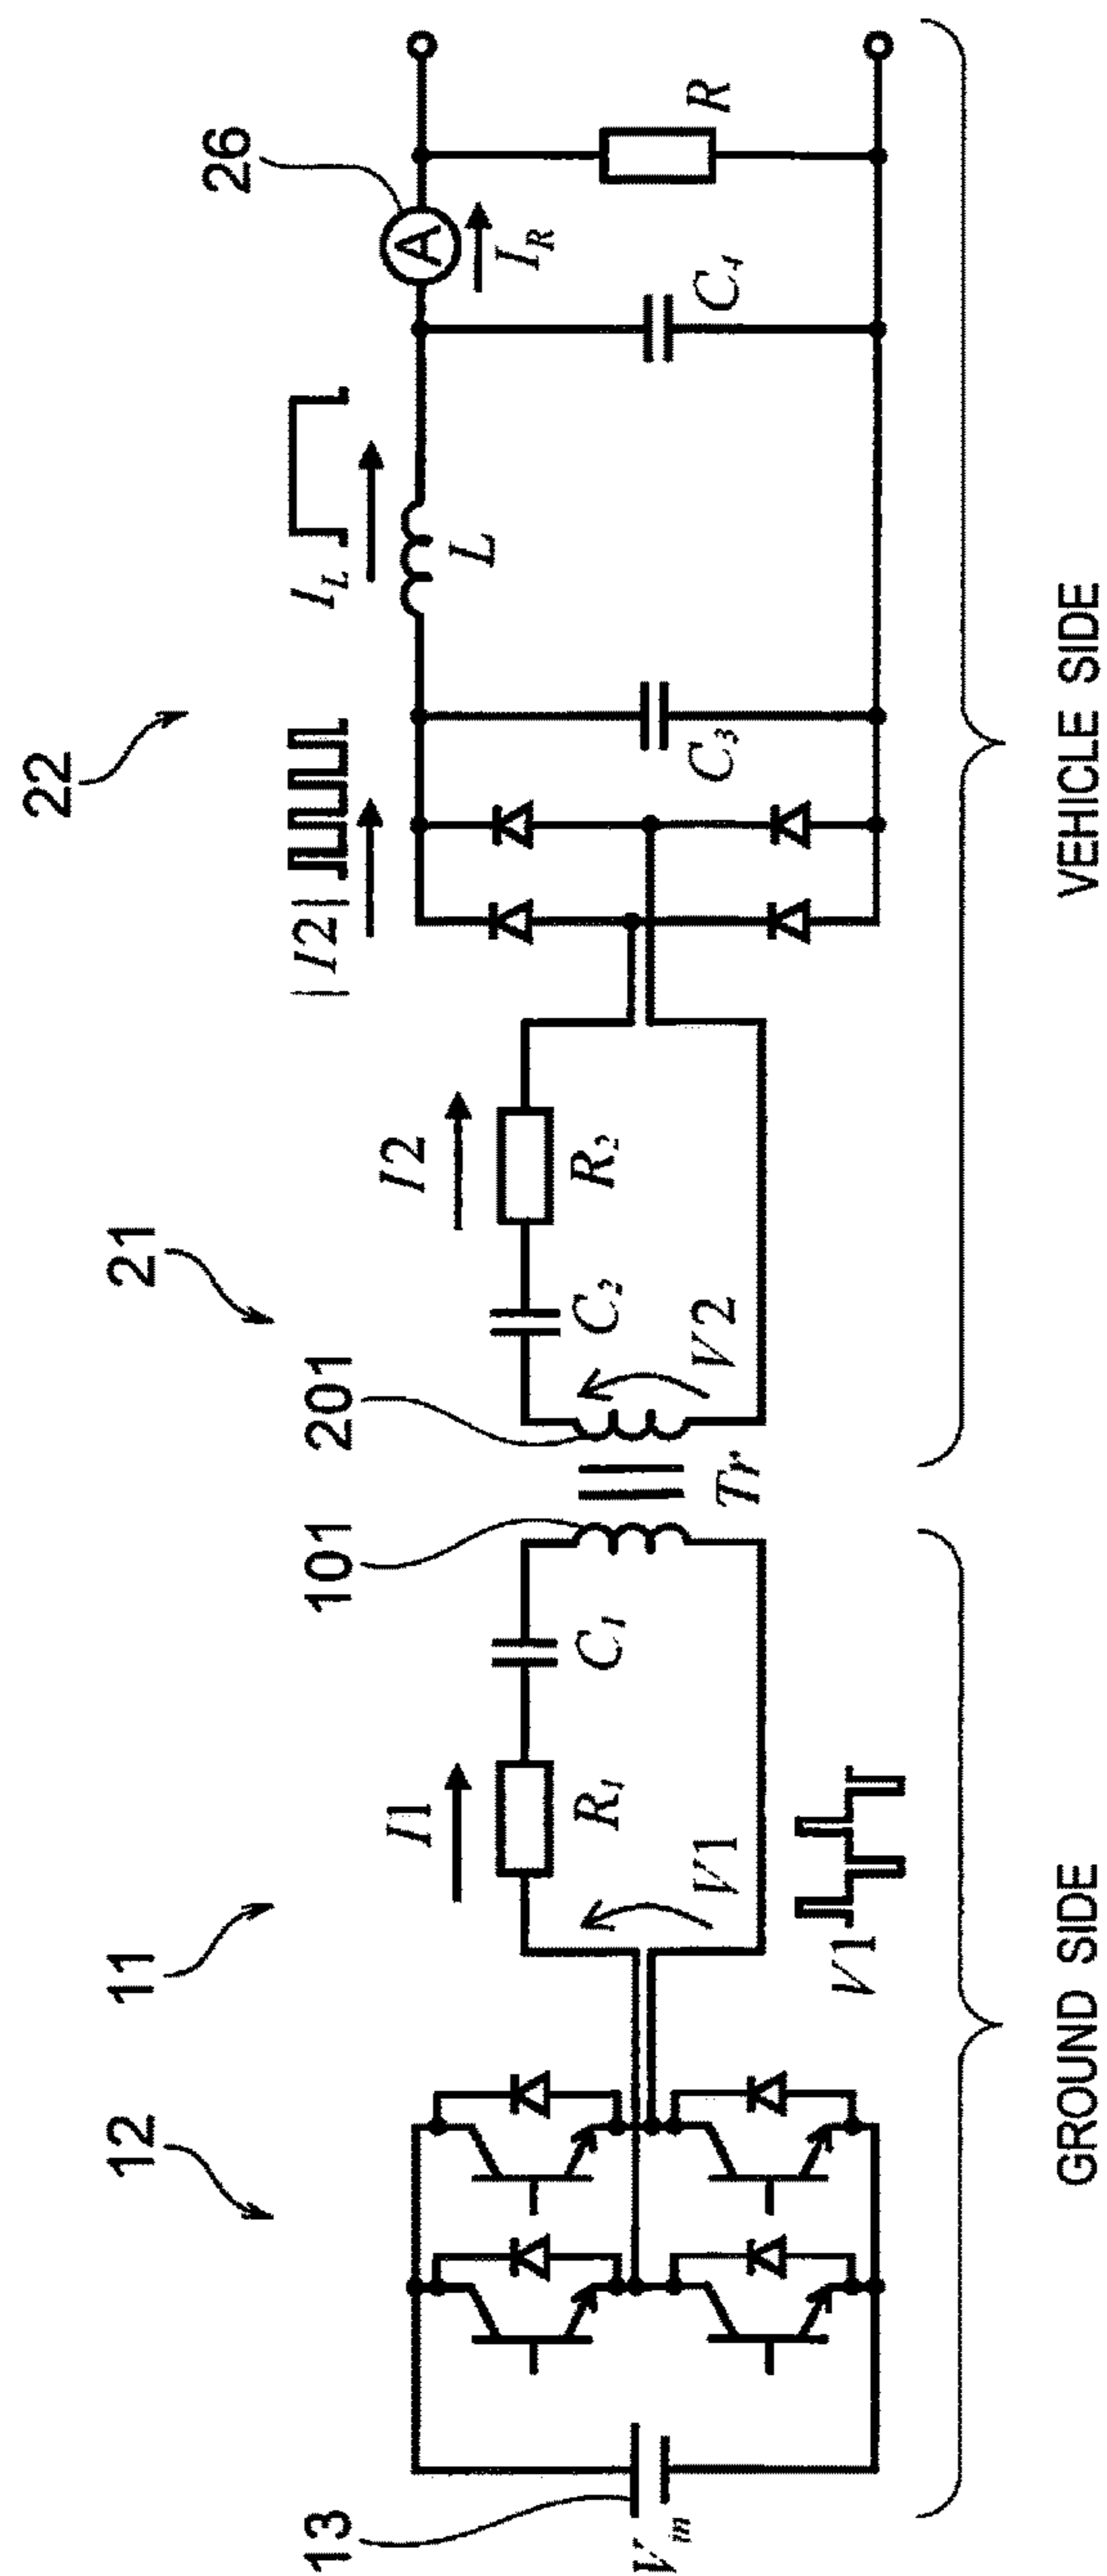 22
26
21
11
12
13
101
201
V_in
I1
R_1
C_1
V1
V1
Tr
V2
C_2
R_2
I2
|I2|
C_3
I_L
L
C_4
A
I_R
R
GROUND SIDE
VEHICLE SIDE